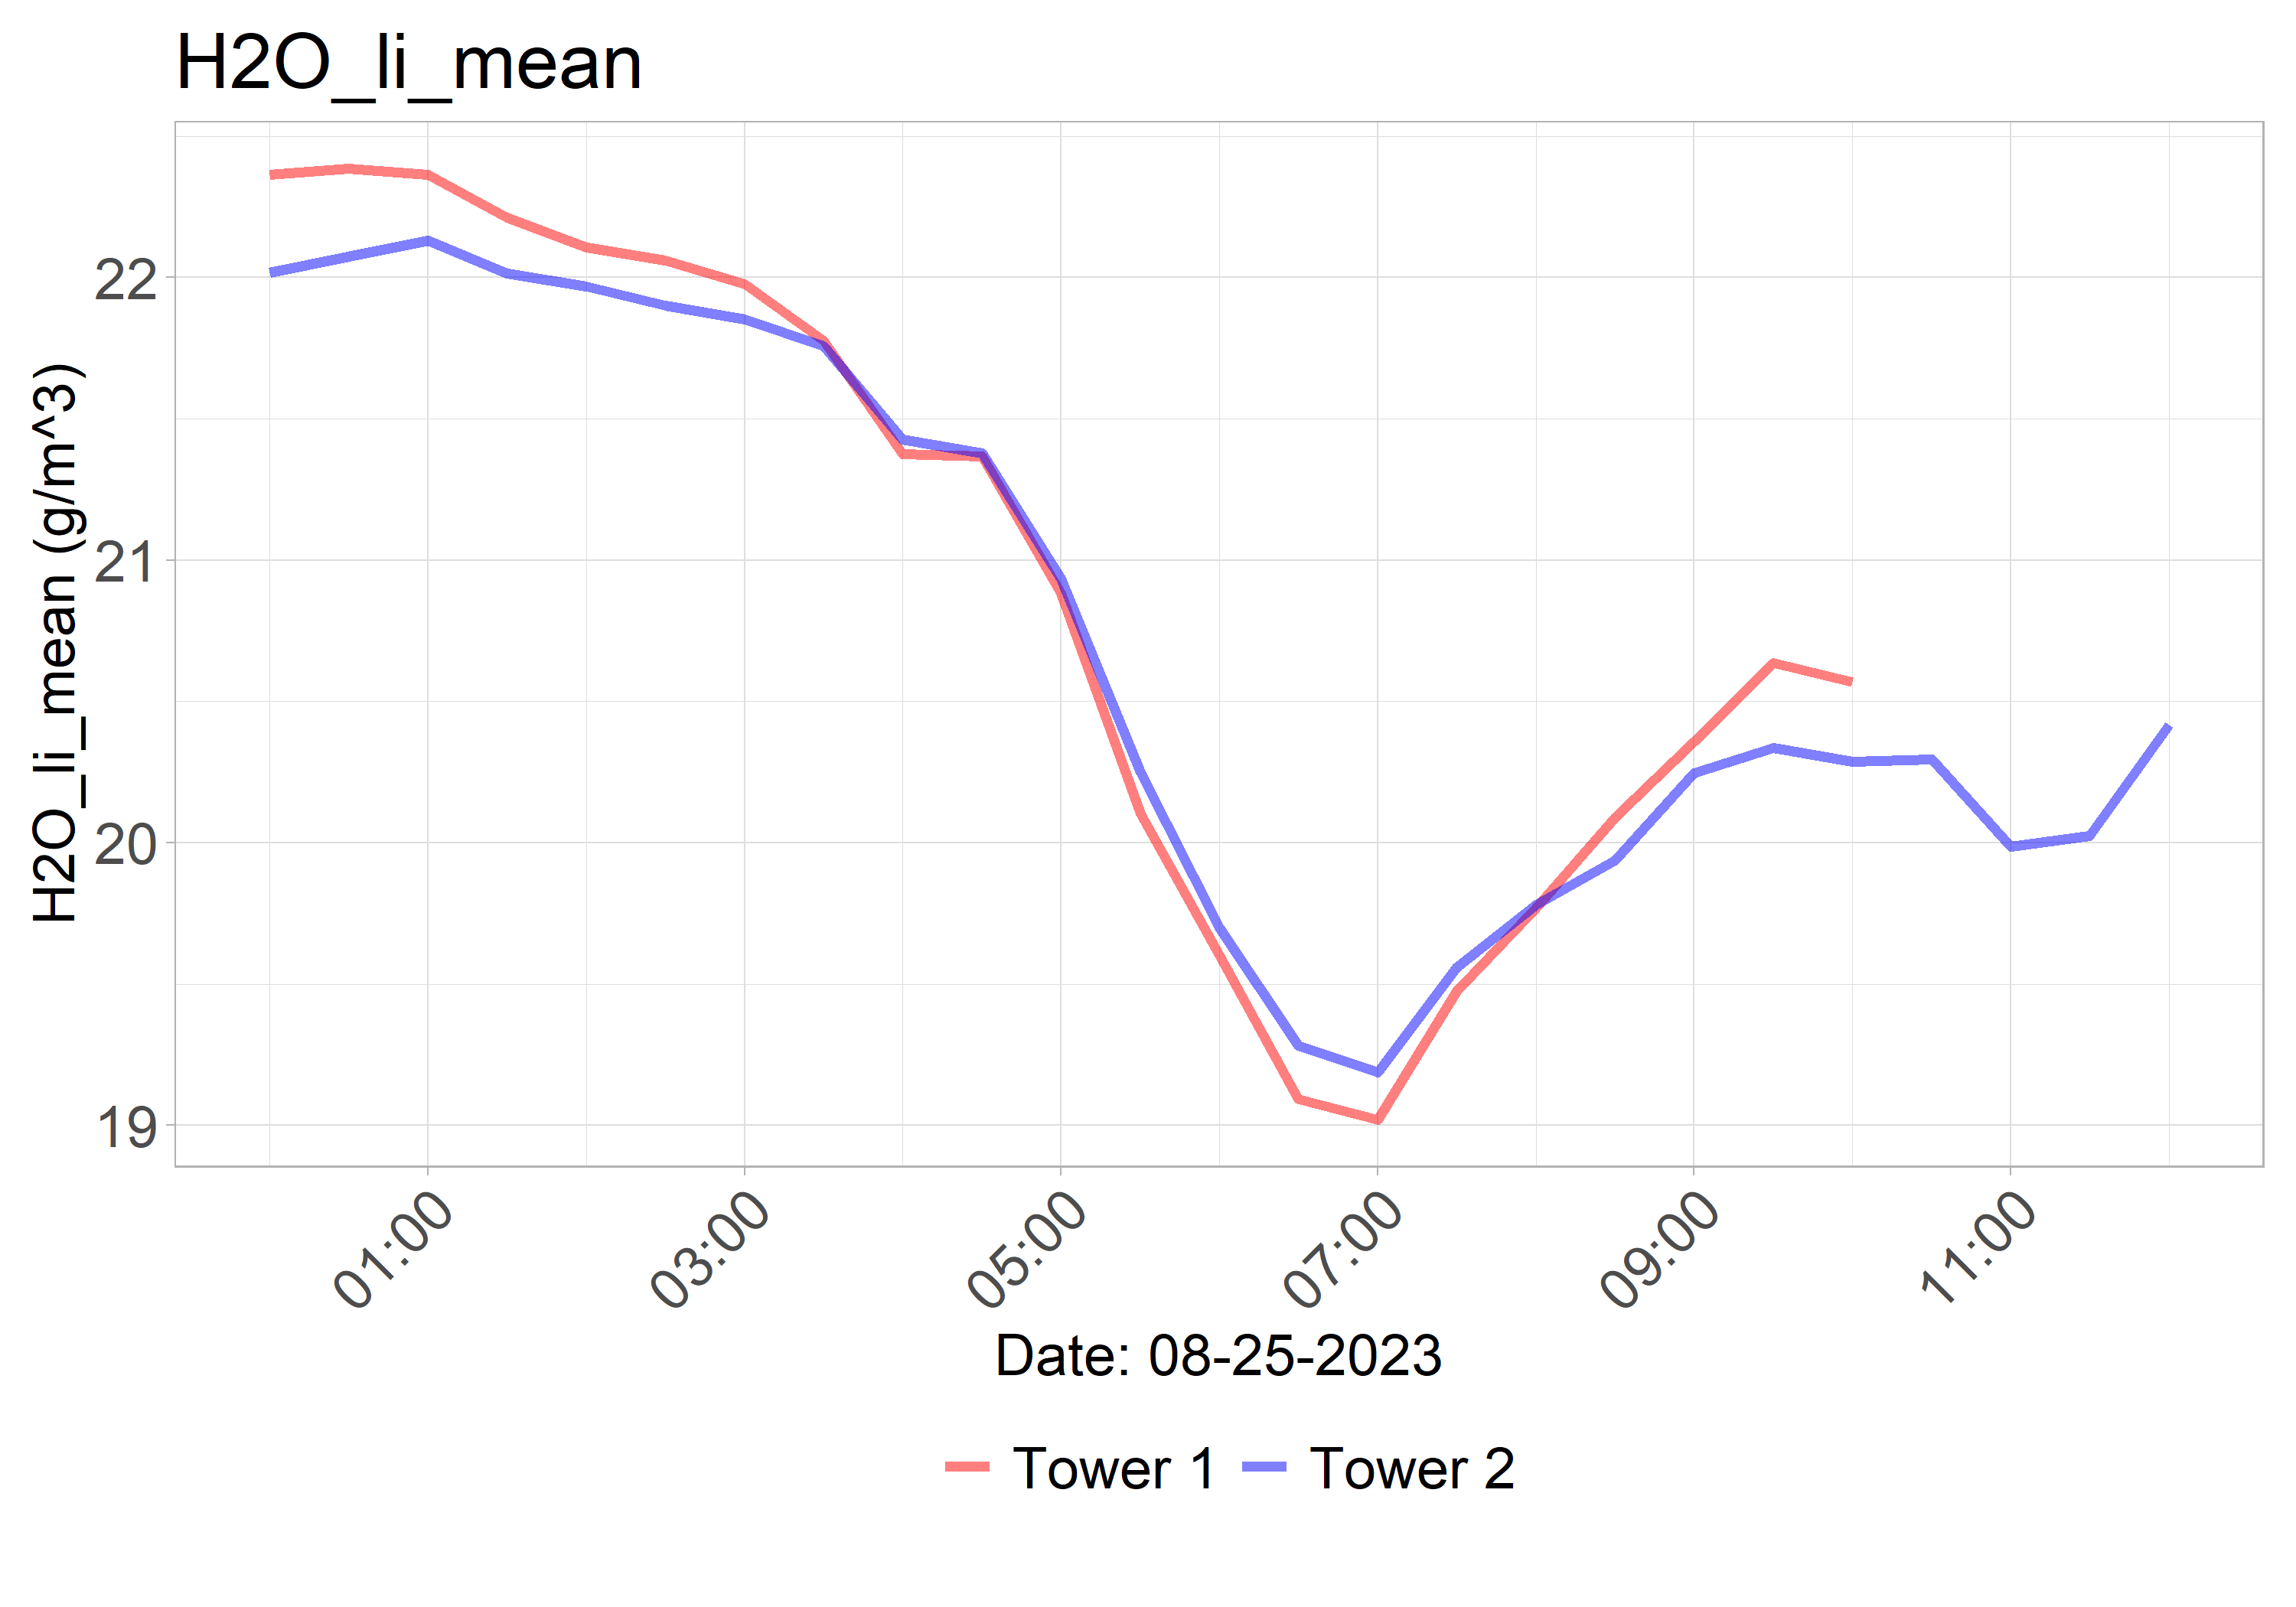 H2O_li_mean
H2O_li_mean (g/m^3)
22
21
20
19
01:00
03:00
05:00
07:00
09:00
11:00
Date: 08-25-2023
Tower 1
Tower 2